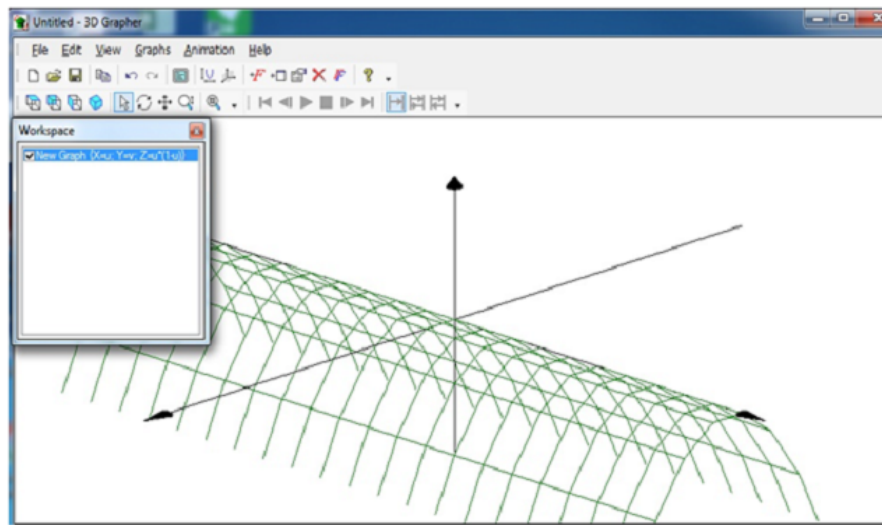 Untitled - 3D Grapher
File Edit View Graphs Animation Help
Workspace
New Graph (X=u; Y=v; Z=u*(1-u))